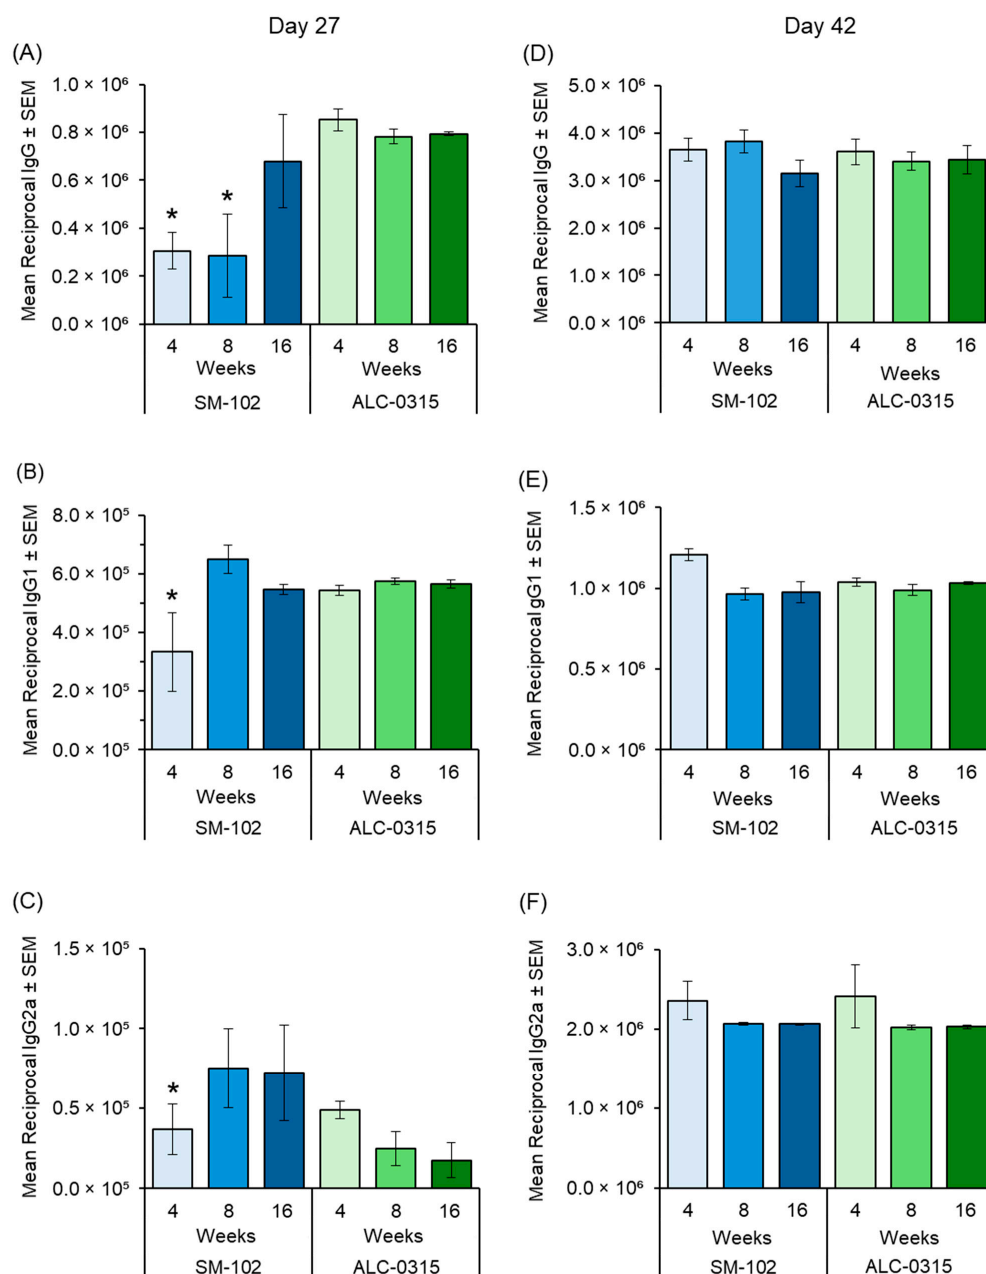 Day 27
Day 42
(A)
Mean Reciprocal IgG ± SEM
1.0 × 10⁶
0.8 × 10⁶
0.6 × 10⁶
0.4 × 10⁶
0.2 × 10⁶
0.0 × 10⁶
* *
4 8 16 4 8 16
Weeks Weeks
SM-102 ALC-0315
(D)
Mean Reciprocal IgG ± SEM
5.0 × 10⁶
4.0 × 10⁶
3.0 × 10⁶
2.0 × 10⁶
1.0 × 10⁶
0.0 × 10⁶
4 8 16 4 8 16
Weeks Weeks
SM-102 ALC-0315
(B)
Mean Reciprocal IgG1 ± SEM
8.0 × 10⁵
6.0 × 10⁵
4.0 × 10⁵
2.0 × 10⁵
0.0 × 10⁵
*
4 8 16 4 8 16
Weeks Weeks
SM-102 ALC-0315
(E)
Mean Reciprocal IgG1 ± SEM
1.5 × 10⁶
1.0 × 10⁶
0.5 × 10⁶
0.0 × 10⁶
4 8 16 4 8 16
Weeks Weeks
SM-102 ALC-0315
(C)
Mean Reciprocal IgG2a ± SEM
1.5 × 10⁵
1.0 × 10⁵
0.5 × 10⁵
0.0 × 10⁵
*
4 8 16 4 8 16
Weeks Weeks
SM-102 ALC-0315
(F)
Mean Reciprocal IgG2a ± SEM
3.0 × 10⁶
2.0 × 10⁶
1.0 × 10⁶
0.0 × 10⁶
4 8 16 4 8 16
Weeks Weeks
SM-102 ALC-0315